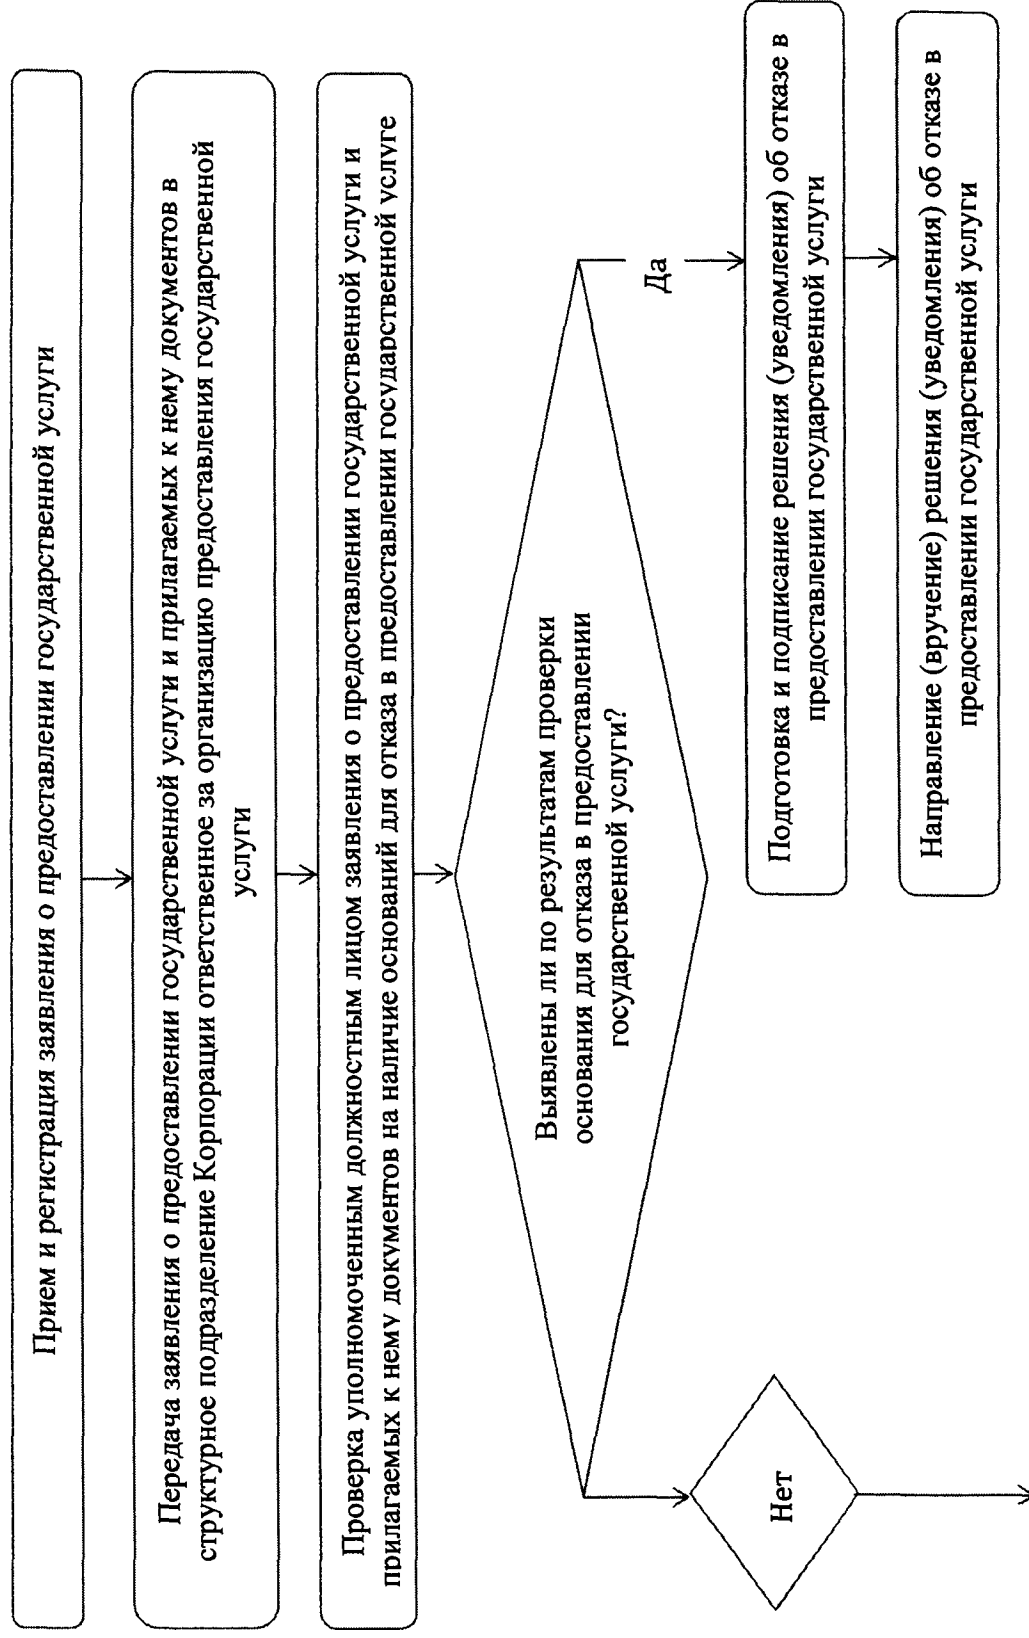 Прием и регистрация заявления о предоставлении государственной услуги
Передача заявления о предоставлении государственной услуги и прилагаемых к нему документов в
структурное подразделение Корпорации ответственное за организацию предоставления государственной
услуги
Проверка уполномоченным должностным лицом заявления о предоставлении государственной услуги и
прилагаемых к нему документов на наличие оснований для отказа в предоставлении государственной услуге
Выявлены ли по результатам проверки
основания для отказа в предоставлении
государственной услуги?
Нет
Да
Подготовка и подписание решения (уведомления) об отказе в
предоставлении государственной услуги
Направление (вручение) решения (уведомления) об отказе в
предоставлении государственной услуги